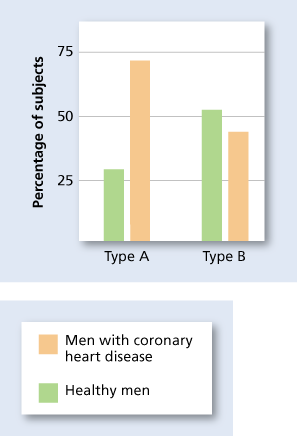 Percentage of subjects
75
50
25
Type A
Type B
Men with coronary
heart disease
Healthy men